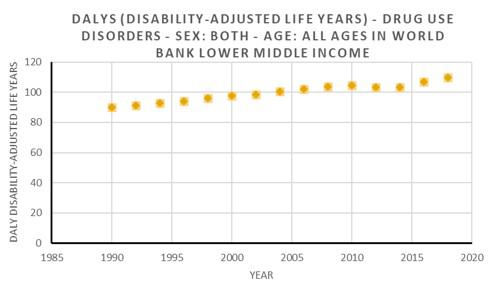 DALYS (DISABILITY-ADJUSTED LIFE YEARS) - DRUG USE
DISORDERS - SEX: BOTH - AGE: ALL AGES IN WORLD
BANK LOWER MIDDLE INCOME
DALY DISABILITY-ADJUSTED LIFE YEARS
120
100
80
60
40
20
0
1985 1990 1995 2000 2005 2010 2015 2020
YEAR